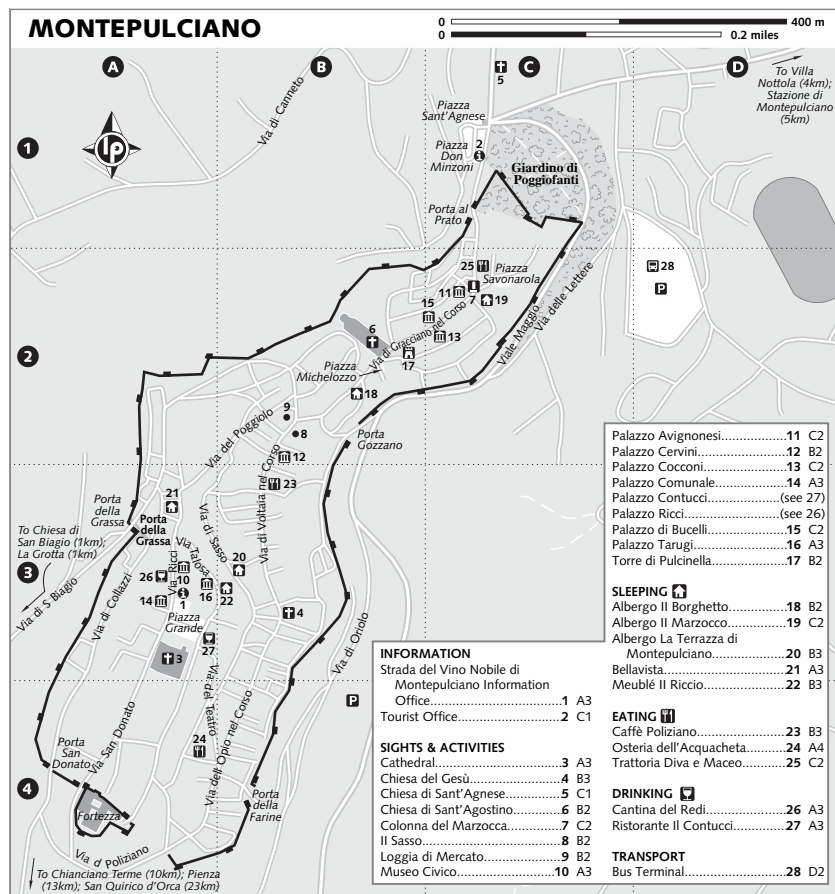 MONTEPULCIANO
0 400 m
0 0.2 miles
A
B
C
D
1
2
3
4
lp
To Villa
Nottola (4km);
Stazione di
Montepulciano
(5km)
5
Via di Canneto
Piazza
Sant'Agnese
Piazza
Don
Minzoni
2
Giardino di
Poggiofanti
Porta al
Prato
25
Piazza
Savonarola
11
7
19
15
13
Via di Gracciano nel Corso
Viale Maggio
Via delle Lettere
28
P
6
17
Piazza
Michelozzo
18
9
8
Via del Poggiolo
12
Porta
Gozzano
23
Via di Voltaia nel Corso
Porta
della
Grassa
21
Porta
della
Grassa
To Chiesa di
San Biagio (1km);
La Grotta (1km)
Via di S Biagio
Via di Collazzi
Via Ricci
Via Talosa
Via di Sasso
20
26
10
16
22
14
1
Piazza
Grande
4
27
3
Via di Oriolo
P
Via del Teatro
Via dell'Opio nel Corso
24
Via San Donato
Porta
San
Donato
Fortezza
Porta
della
Farine
Via d' Poliziano
To Chianciano Terme (10km); Pienza
(13km); San Quirico d'Orca (23km)
INFORMATION
Strada del Vino Nobile di
Montepulciano Information
Office 1 A3
Tourist Office 2 C1
SIGHTS & ACTIVITIES
Cathedral 3 A3
Chiesa del Gesù 4 B3
Chiesa di Sant'Agnese 5 C1
Chiesa di Sant'Agostino 6 B2
Colonna del Marzocca 7 C2
Il Sasso 8 B2
Loggia di Mercato 9 B2
Museo Civico 10 A3
Palazzo Avignonesi 11 C2
Palazzo Cervini 12 B2
Palazzo Cocconi 13 C2
Palazzo Comunale 14 A3
Palazzo Contucci (see 27)
Palazzo Ricci (see 26)
Palazzo di Bucelli 15 C2
Palazzo Tarugi 16 A3
Torre di Pulcinella 17 B2
SLEEPING
Albergo Il Borghetto 18 B2
Albergo Il Marzocco 19 C2
Albergo La Terrazza di
Montepulciano 20 B3
Bellavista 21 A3
Meublé Il Riccio 22 B3
EATING
Caffè Poliziano 23 B3
Osteria dell'Acquacheta 24 A4
Trattoria Diva e Maceo 25 C2
DRINKING
Cantina del Redi 26 A3
Ristorante Il Contucci 27 A3
TRANSPORT
Bus Terminal 28 D2